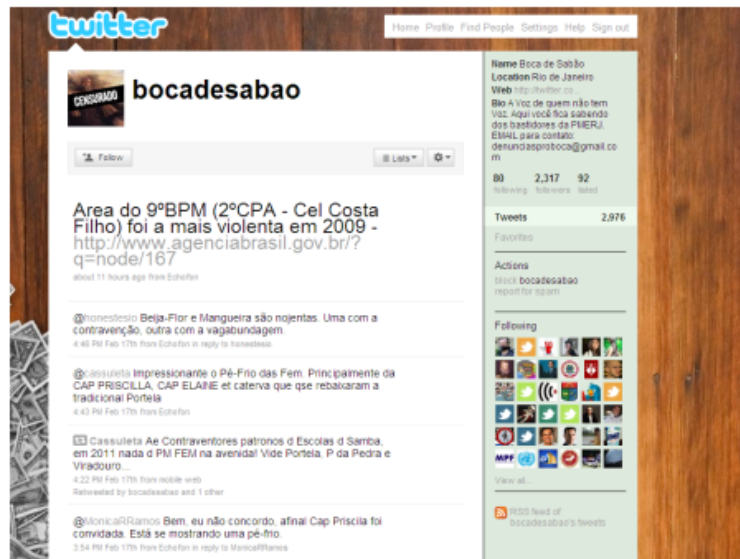 twitter
Home Profile Find People Settings Help Sign out
CENSURADO
bocadesabao
Follow
Lists
Area do 9ºBPM (2ºCPA - Cel Costa
Filho) foi a mais violenta em 2009 -
http://www.agenciabrasil.gov.br/?
q=node/167
about 11 hours ago from Echofon
@honestesio Beija-Flor e Mangueira são nojentas. Uma com a
contravenção, outra com a vagabundagem.
4:46 PM Feb 17th from Echofon in reply to honestesio
@cassuleta Impressionante o Pé-Frio das Fem. Principalmente da
CAP PRISCILLA, CAP ELAINE et caterva que qse rebaixaram a
tradicional Portela
4:43 PM Feb 17th from Echofon
Cassuleta Ae Contraventores patronos d Escolas d Samba,
em 2011 nada d PM FEM na avenida! Vide Portela, P da Pedra e
Viradouro...
4:22 PM Feb 17th from mobile web
Retweeted by bocadesabao and 1 other
@MonicaRRamos Bem, eu não concordo, afinal Cap Priscila foi
convidada. Está se mostrando uma pé-frio.
3:54 PM Feb 17th from Echofon in reply to MonicaRRamos
Name Boca de Sabão
Location Rio de Janeiro
Web http://twitter.co...
Bio A Voz de quem não tem
Voz. Aqui você fica sabendo
dos bastidores da PMERJ.
EMAIL para contato:
denunciasproboca@gmail.co
m
80 2,317 92
following followers listed
Tweets 2,976
Favorites
Actions
block bocadesabao
report for spam
Following
MPF
View all...
RSS feed of
bocadesabao's tweets